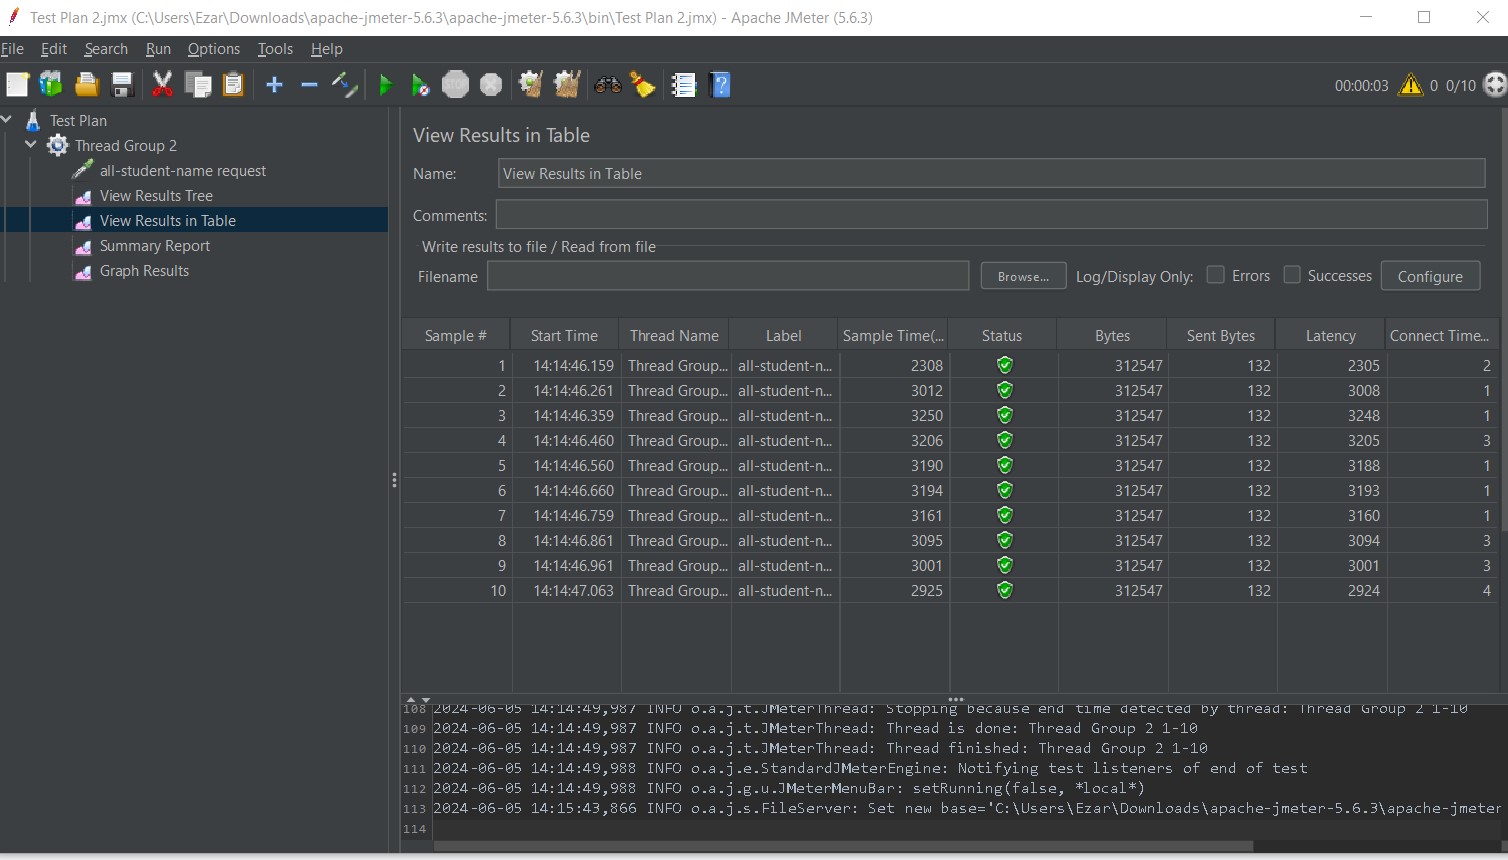 Test Plan 2.jmx (C:\Users\Ezar\Downloads\apache-jmeter-5.6.3\apache-jmeter-5.6.3\bin\Test Plan 2.jmx) - Apache JMeter (5.6.3)
File Edit Search Run Options Tools Help
STOP 00:00:03 0 0/10
Test Plan
Thread Group 2
all-student-name request
View Results Tree
View Results in Table
Summary Report
Graph Results
View Results in Table
Name: View Results in Table
Comments:
Write results to file / Read from file
Filename Browse... Log/Display Only: Errors Successes Configure
Sample # Start Time Thread Name Label Sample Time(... Status Bytes Sent Bytes Latency Connect Time...
1 14:14:46.159 Thread Group... all-student-n... 2308 312547 132 2305 2
2 14:14:46.261 Thread Group... all-student-n... 3012 312547 132 3008 1
3 14:14:46.359 Thread Group... all-student-n... 3250 312547 132 3248 1
4 14:14:46.460 Thread Group... all-student-n... 3206 312547 132 3205 3
5 14:14:46.560 Thread Group... all-student-n... 3190 312547 132 3188 1
6 14:14:46.660 Thread Group... all-student-n... 3194 312547 132 3193 1
7 14:14:46.759 Thread Group... all-student-n... 3161 312547 132 3160 1
8 14:14:46.861 Thread Group... all-student-n... 3095 312547 132 3094 3
9 14:14:46.961 Thread Group... all-student-n... 3001 312547 132 3001 3
10 14:14:47.063 Thread Group... all-student-n... 2925 312547 132 2924 4
108 2024-06-05 14:14:49,987 INFO o.a.j.t.JMeterThread: Stopping because end time detected by thread: Thread Group 2 1-10
109 2024-06-05 14:14:49,987 INFO o.a.j.t.JMeterThread: Thread is done: Thread Group 2 1-10
110 2024-06-05 14:14:49,987 INFO o.a.j.t.JMeterThread: Thread finished: Thread Group 2 1-10
111 2024-06-05 14:14:49,988 INFO o.a.j.e.StandardJMeterEngine: Notifying test listeners of end of test
112 2024-06-05 14:14:49,988 INFO o.a.j.g.u.JMeterMenuBar: setRunning(false, *local*)
113 2024-06-05 14:15:43,866 INFO o.a.j.s.FileServer: Set new base='C:\Users\Ezar\Downloads\apache-jmeter-5.6.3\apache-jmeter
114